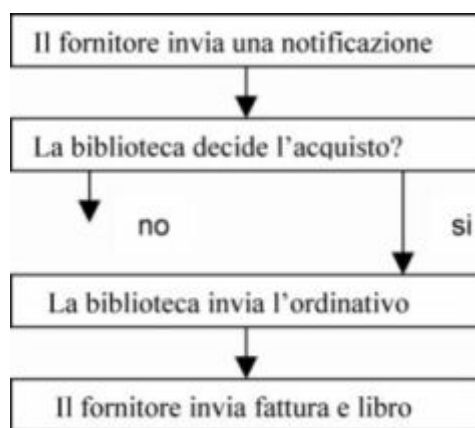 Il fornitore invia una notificazione
La biblioteca decide l'acquisto?
no
si
La biblioteca invia l'ordinativo
Il fornitore invia fattura e libro